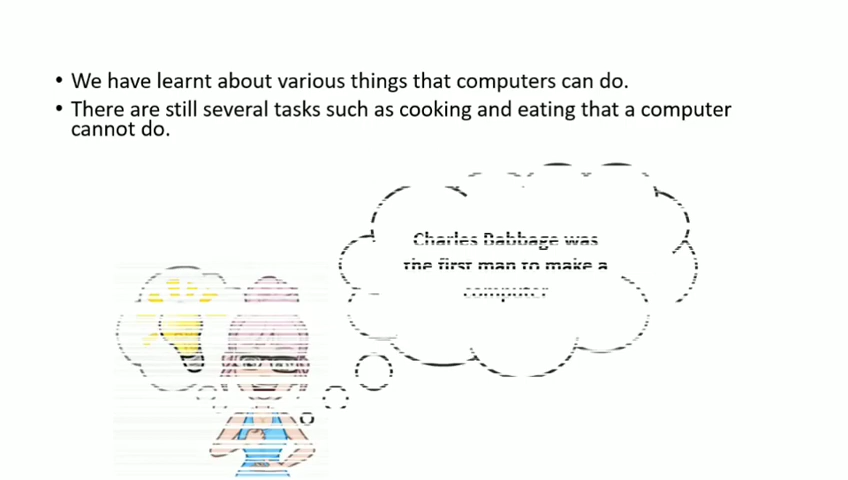 • We have learnt about various things that computers can do.
• There are still several tasks such as cooking and eating that a computer
cannot do.
Charles Babbage was
the first man to make a
computer